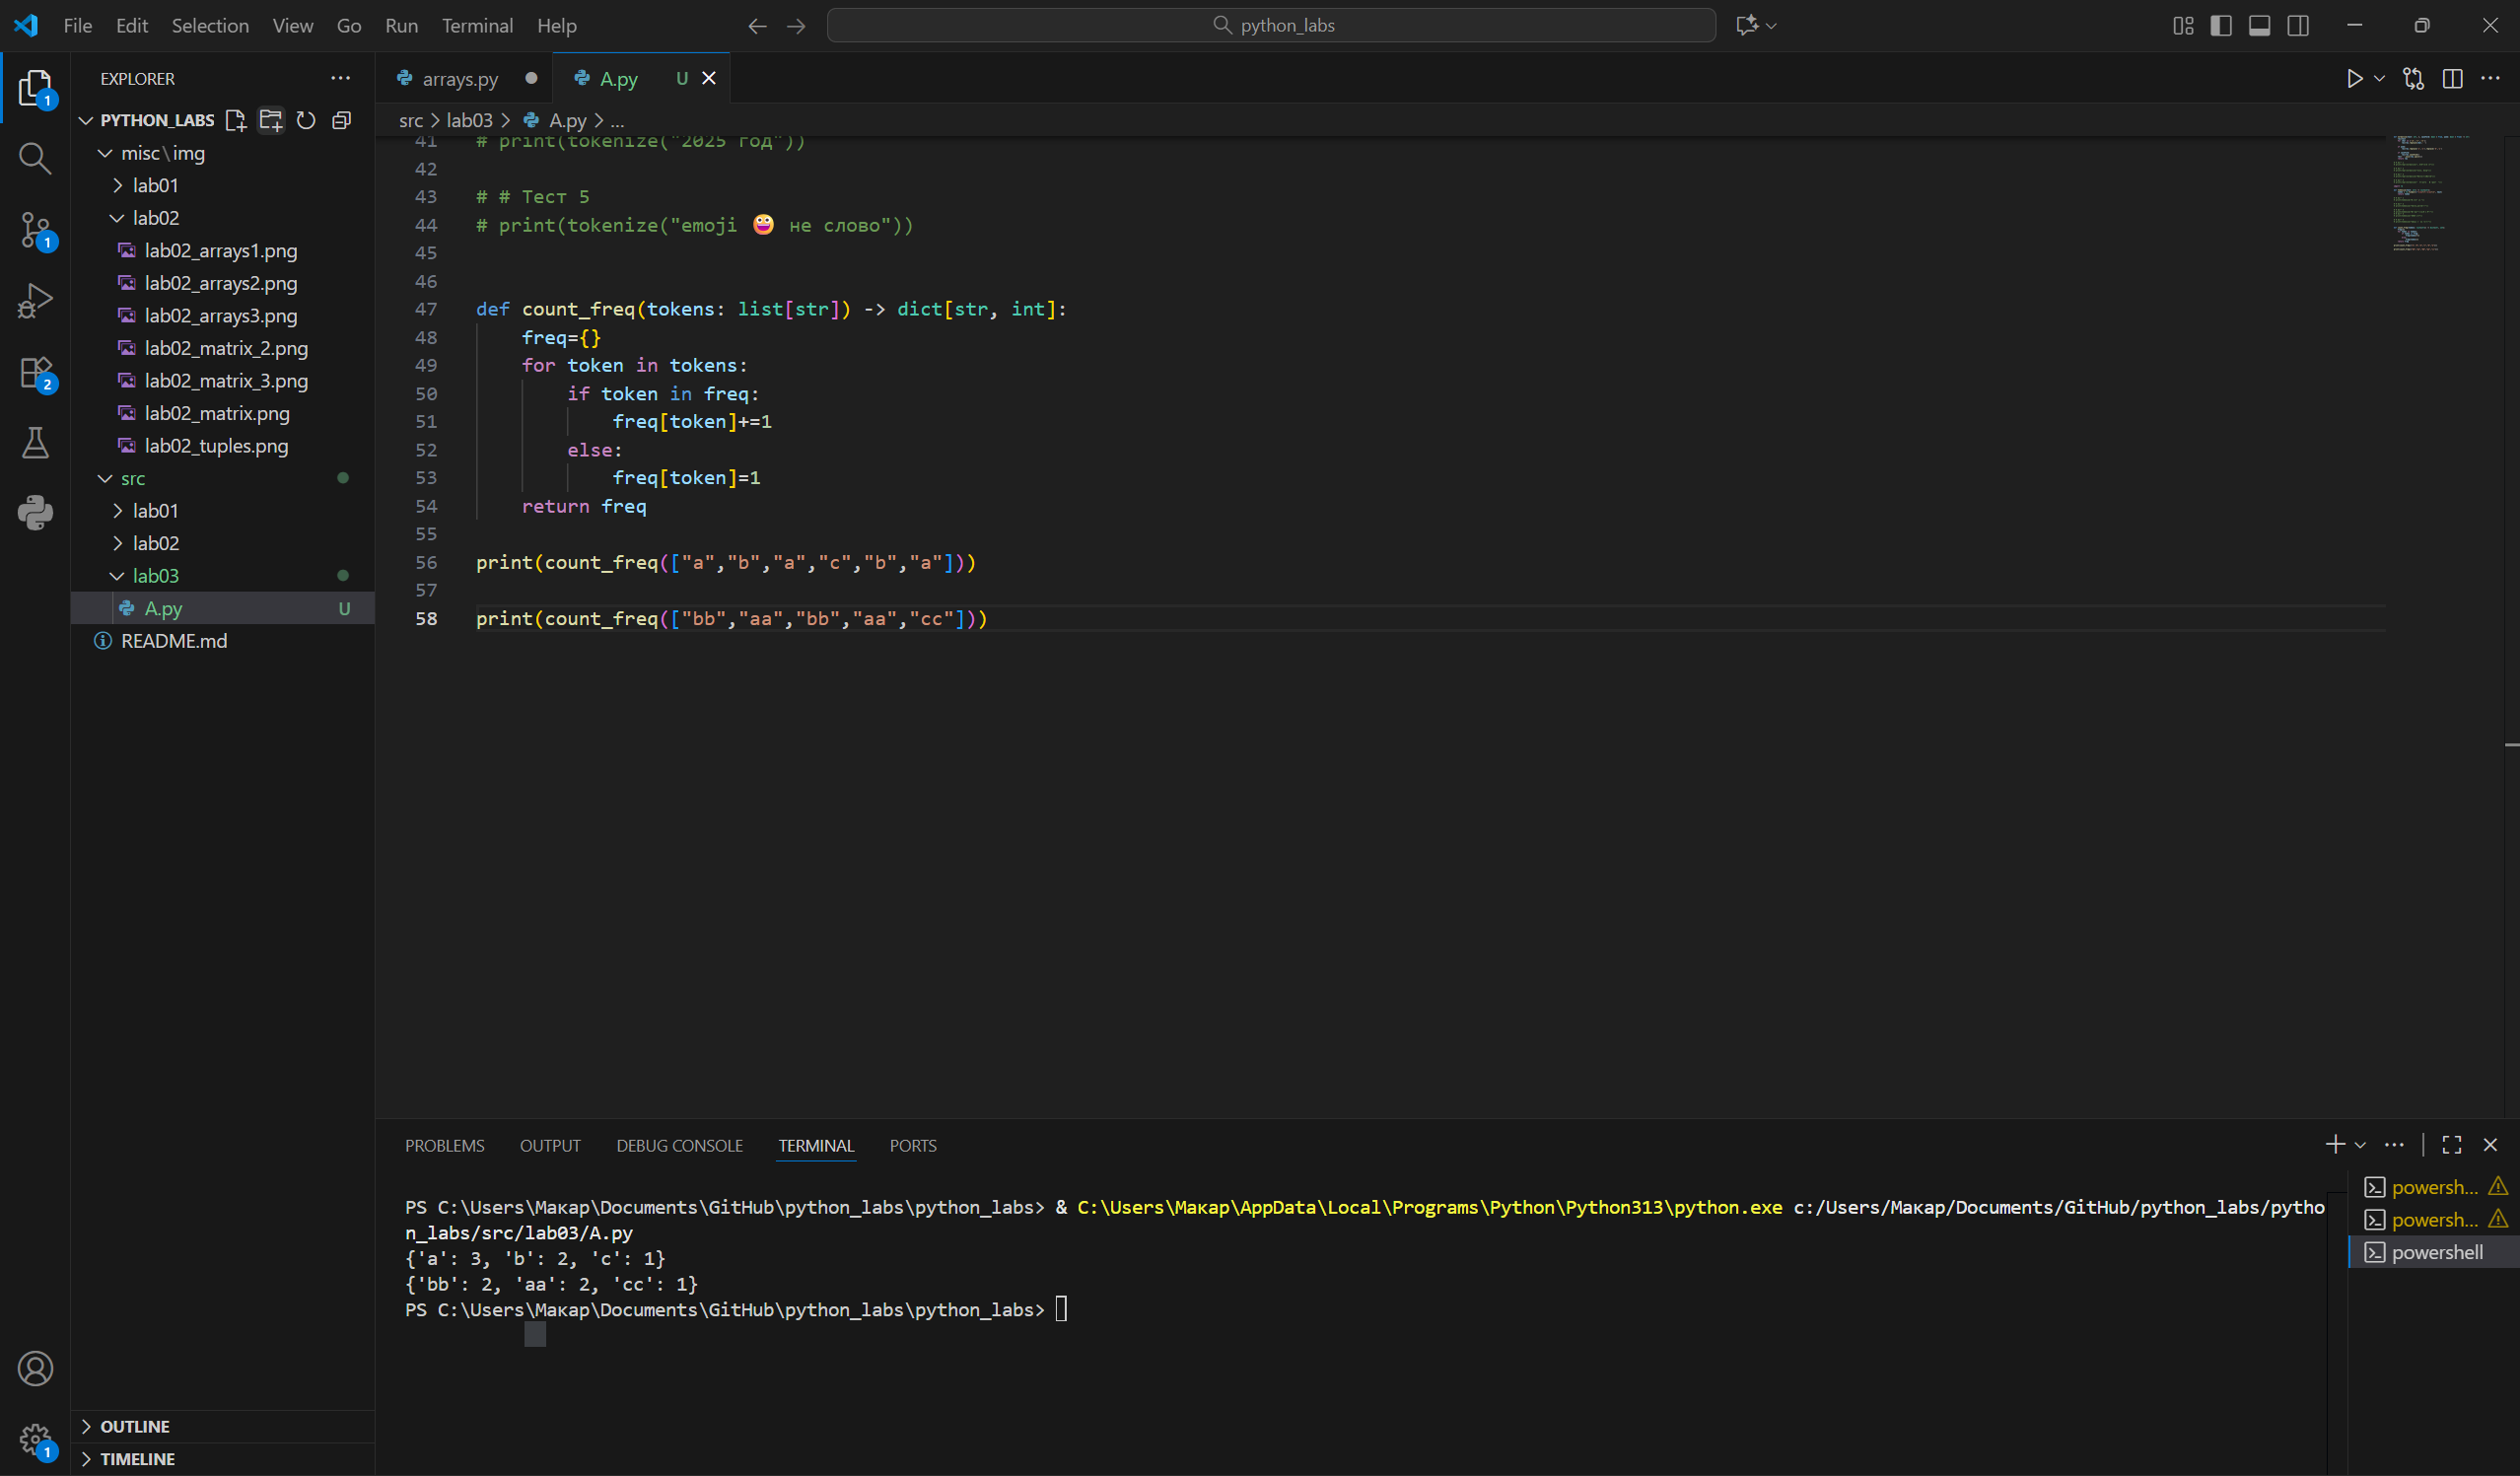 File Edit Selection View Go Run Terminal Help
python_labs
EXPLORER
PYTHON_LABS
misc\img
lab01
lab02
lab02_arrays1.png
lab02_arrays2.png
lab02_arrays3.png
lab02_matrix_2.png
lab02_matrix_3.png
lab02_matrix.png
lab02_tuples.png
src
lab01
lab02
lab03
A.py U
README.md
OUTLINE
TIMELINE
1
1
2
1
arrays.py
A.py U
src > lab03 > A.py > ...
41 # print(tokenize("2025 год"))
42
43 # # Тест 5
44 # print(tokenize("emoji 😀 не слово"))
45
46
47 def count_freq(tokens: list[str]) -> dict[str, int]:
48 freq={}
49 for token in tokens:
50 if token in freq:
51 freq[token]+=1
52 else:
53 freq[token]=1
54 return freq
55
56 print(count_freq(["a","b","a","c","b","a"]))
57
58 print(count_freq(["bb","aa","bb","aa","cc"]))
PROBLEMS OUTPUT DEBUG CONSOLE TERMINAL PORTS
PS C:\Users\Макар\Documents\GitHub\python_labs\python_labs> & C:\Users\Макар\AppData\Local\Programs\Python\Python313\python.exe c:/Users/Макар/Documents/GitHub/python_labs/pytho
n_labs/src/lab03/A.py
{'a': 3, 'b': 2, 'c': 1}
{'bb': 2, 'aa': 2, 'cc': 1}
PS C:\Users\Макар\Documents\GitHub\python_labs\python_labs>
powersh...
powersh...
powershell